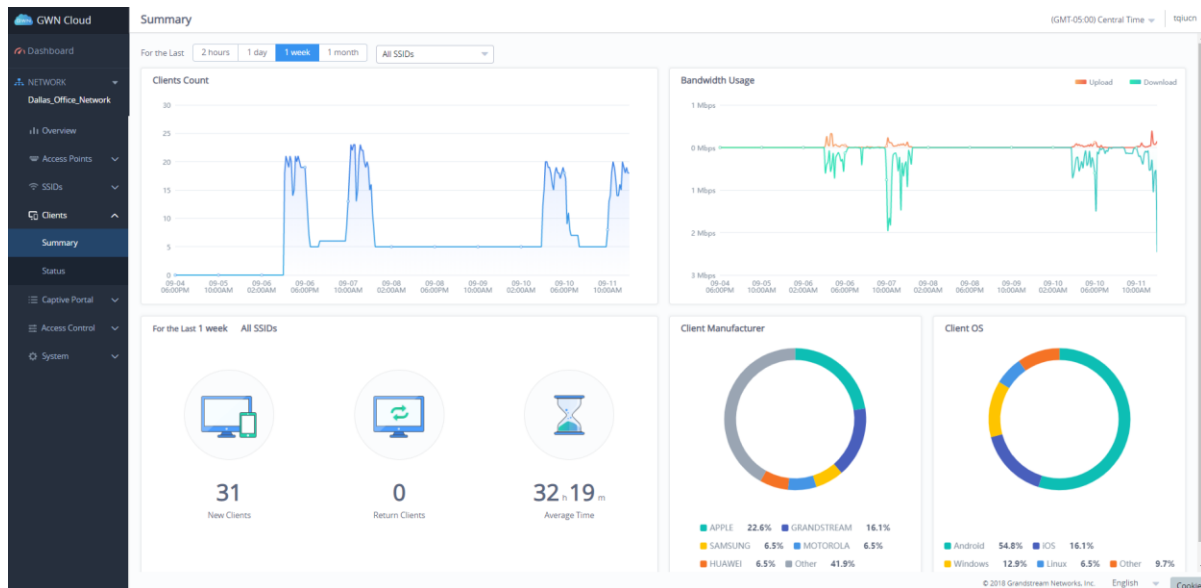 GWN Cloud
Summary
(GMT-05:00) Central Time
tqiucn
Dashboard
NETWORK
Dallas_Office_Network
Overview
Access Points
SSIDs
Clients
Summary
Status
Captive Portal
Access Control
System
For the Last 2 hours 1 day 1 week 1 month All SSIDs
Clients Count
30
25
20
15
10
5
0
09-04 09-05 09-06 09-06 09-07 09-08 09-08 09-09 09-10 09-10 09-11
06:00PM 10:00AM 02:00AM 06:00PM 10:00AM 02:00AM 06:00PM 10:00AM 02:00AM 06:00PM 10:00AM
Bandwidth Usage
Upload Download
1 Mbps
0 Mbps
1 Mbps
2 Mbps
3 Mbps
09-04 09-05 09-06 09-06 09-07 09-08 09-08 09-09 09-10 09-10 09-11
06:00PM 10:00AM 02:00AM 06:00PM 10:00AM 02:00AM 06:00PM 10:00AM 02:00AM 06:00PM 10:00AM
For the Last 1 week All SSIDs
31
New Clients
0
Return Clients
32 h 19 m
Average Time
Client Manufacturer
APPLE 22.6% GRANDSTREAM 16.1%
SAMSUNG 6.5% MOTOROLA 6.5%
HUAWEI 6.5% Other 41.9%
Client OS
Android 54.8% iOS 16.1%
Windows 12.9% Linux 6.5% Other 9.7%
© 2018 Grandstream Networks, Inc. English